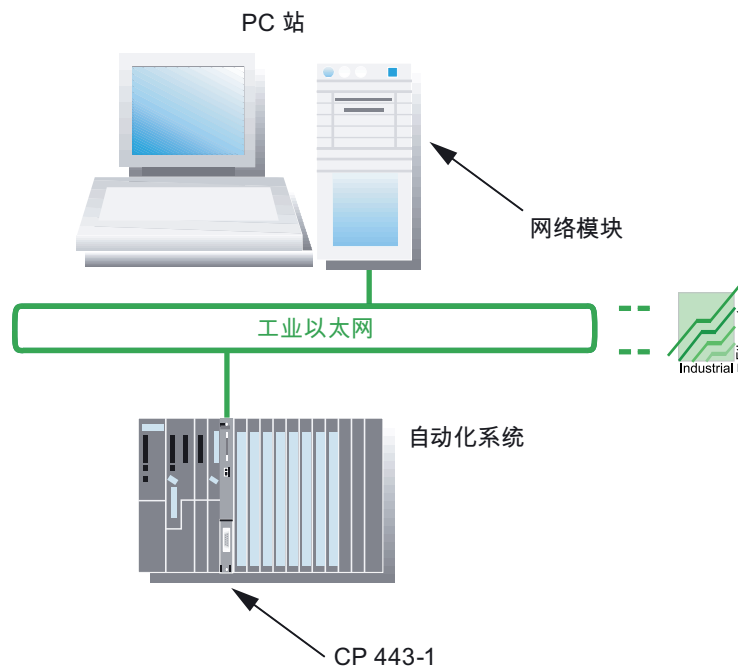 PC 站
网络模块
工业以太网
Industrial
自动化系统
CP 443-1